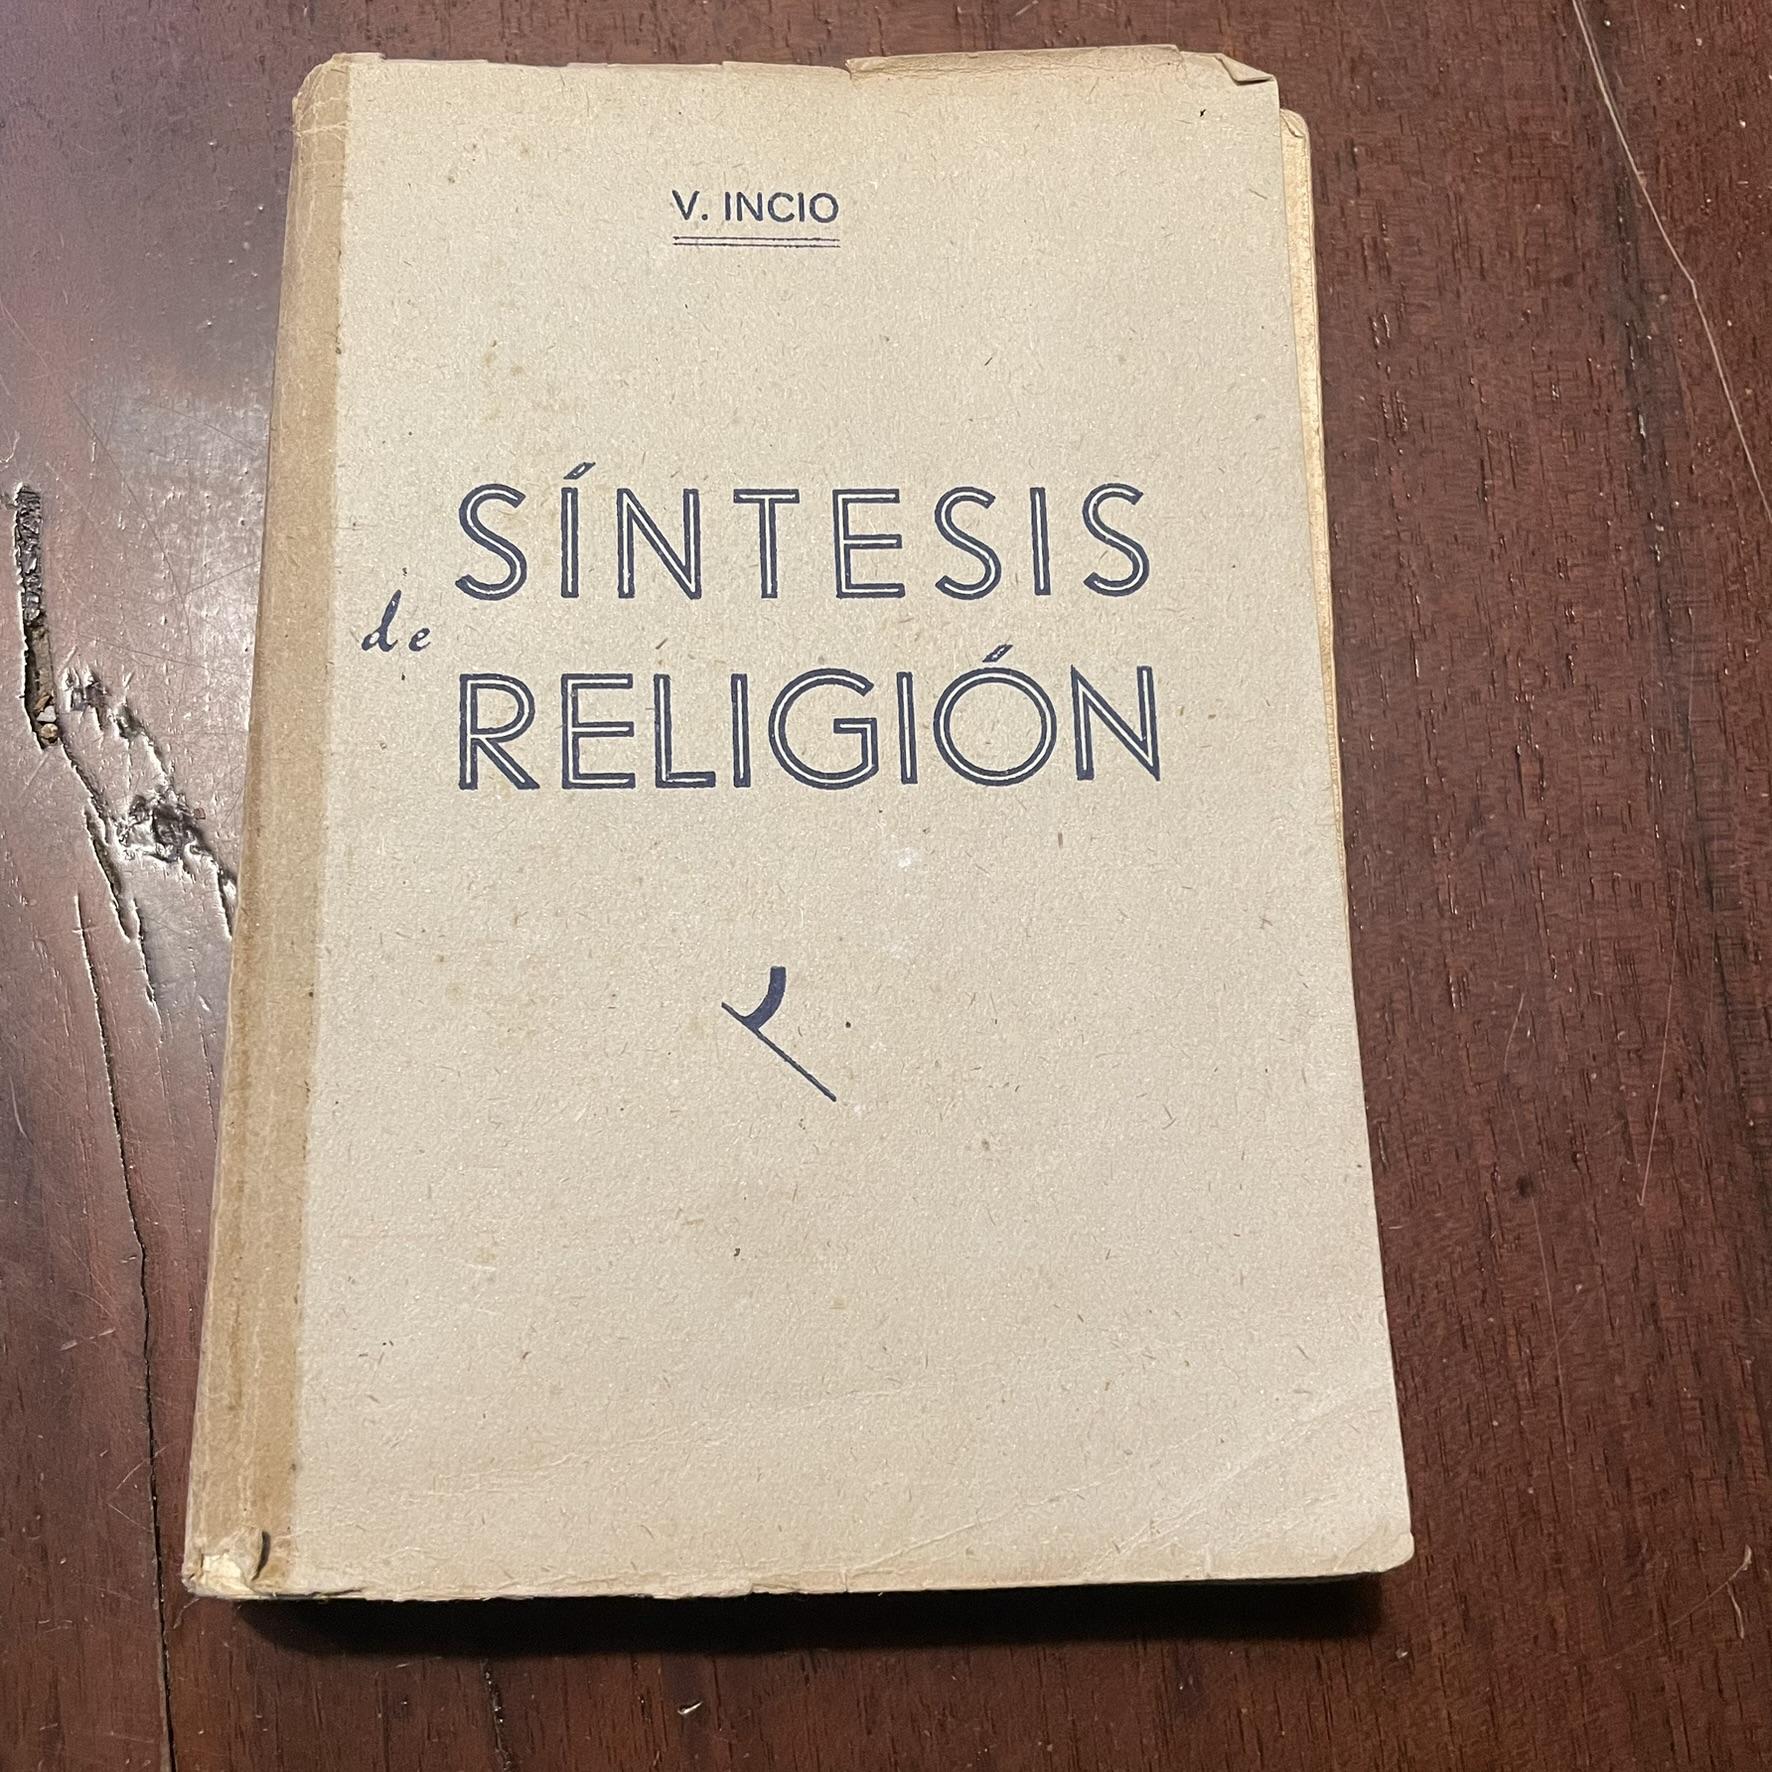 V. INCIO
SÍNTESIS
de
RELIGIÓN